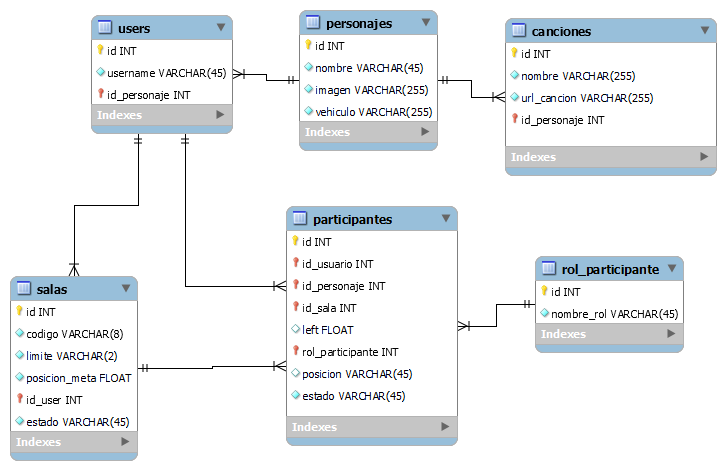 users
id INT
username VARCHAR(45)
id_personaje INT
Indexes
personajes
id INT
nombre VARCHAR(45)
imagen VARCHAR(255)
vehiculo VARCHAR(255)
Indexes
canciones
id INT
nombre VARCHAR(255)
url_cancion VARCHAR(255)
id_personaje INT
Indexes
salas
id INT
codigo VARCHAR(8)
limite VARCHAR(2)
posicion_meta FLOAT
id_user INT
estado VARCHAR(45)
Indexes
participantes
id INT
id_usuario INT
id_personaje INT
id_sala INT
left FLOAT
rol_participante INT
posicion VARCHAR(45)
estado VARCHAR(45)
Indexes
rol_participante
id INT
nombre_rol VARCHAR(45)
Indexes